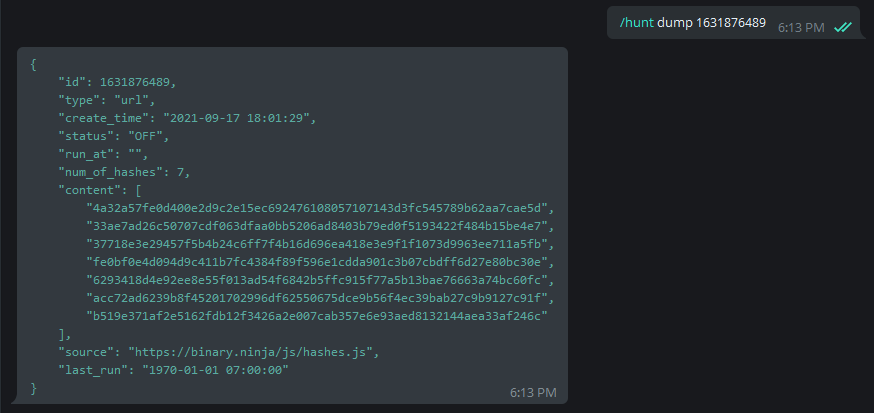 /hunt dump 1631876489 6:13 PM
{
    "id": 1631876489,
    "type": "url",
    "create_time": "2021-09-17 18:01:29",
    "status": "OFF",
    "run_at": "",
    "num_of_hashes": 7,
    "content": [
        "4a32a57fe0d400e2d9c2e15ec692476108057107143d3fc545789b62aa7cae5d",
        "33ae7ad26c50707cdf063dfaa0bb5206ad8403b79ed0f5193422f484b15be4e7",
        "37718e3e29457f5b4b24c6ff7f4b16d696ea418e3e9f1f1073d9963ee711a5fb",
        "fe0bf0e4d094d9c411b7fc4384f89f596e1cdda901c3b07cbdff6d27e80bc30e",
        "6293418d4e92ee8e55f013ad54f6842b5ffc915f77a5b13bae76663a74bc60fc",
        "acc72ad6239b8f45201702996df62550675dce9b56f4ec39bab27c9b9127c91f",
        "b519e371af2e5162fdb12f3426a2e007cab357e6e93aed8132144aea33af246c"
    ],
    "source": "https://binary.ninja/js/hashes.js",
    "last_run": "1970-01-01 07:00:00"
}
6:13 PM